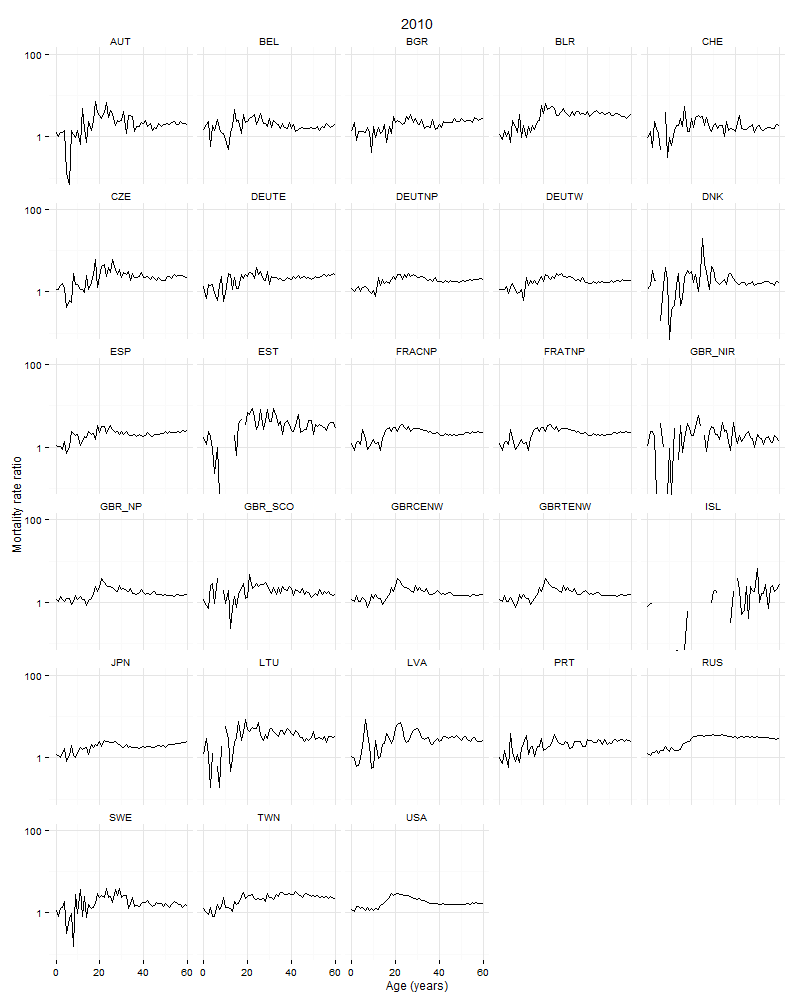 2010
AUT BEL BGR BLR CHE
100
1
CZE DEUTE DEUTNP DEUTW DNK
100
1
ESP EST FRACNP FRATNP GBR_NIR
100
1
Mortality rate ratio
GBR_NP GBR_SCO GBRCENW GBRTENW ISL
100
1
JPN LTU LVA PRT RUS
100
1
SWE TWN USA
100
1
0 20 40 60 0 20 40 60 0 20 40 60
Age (years)